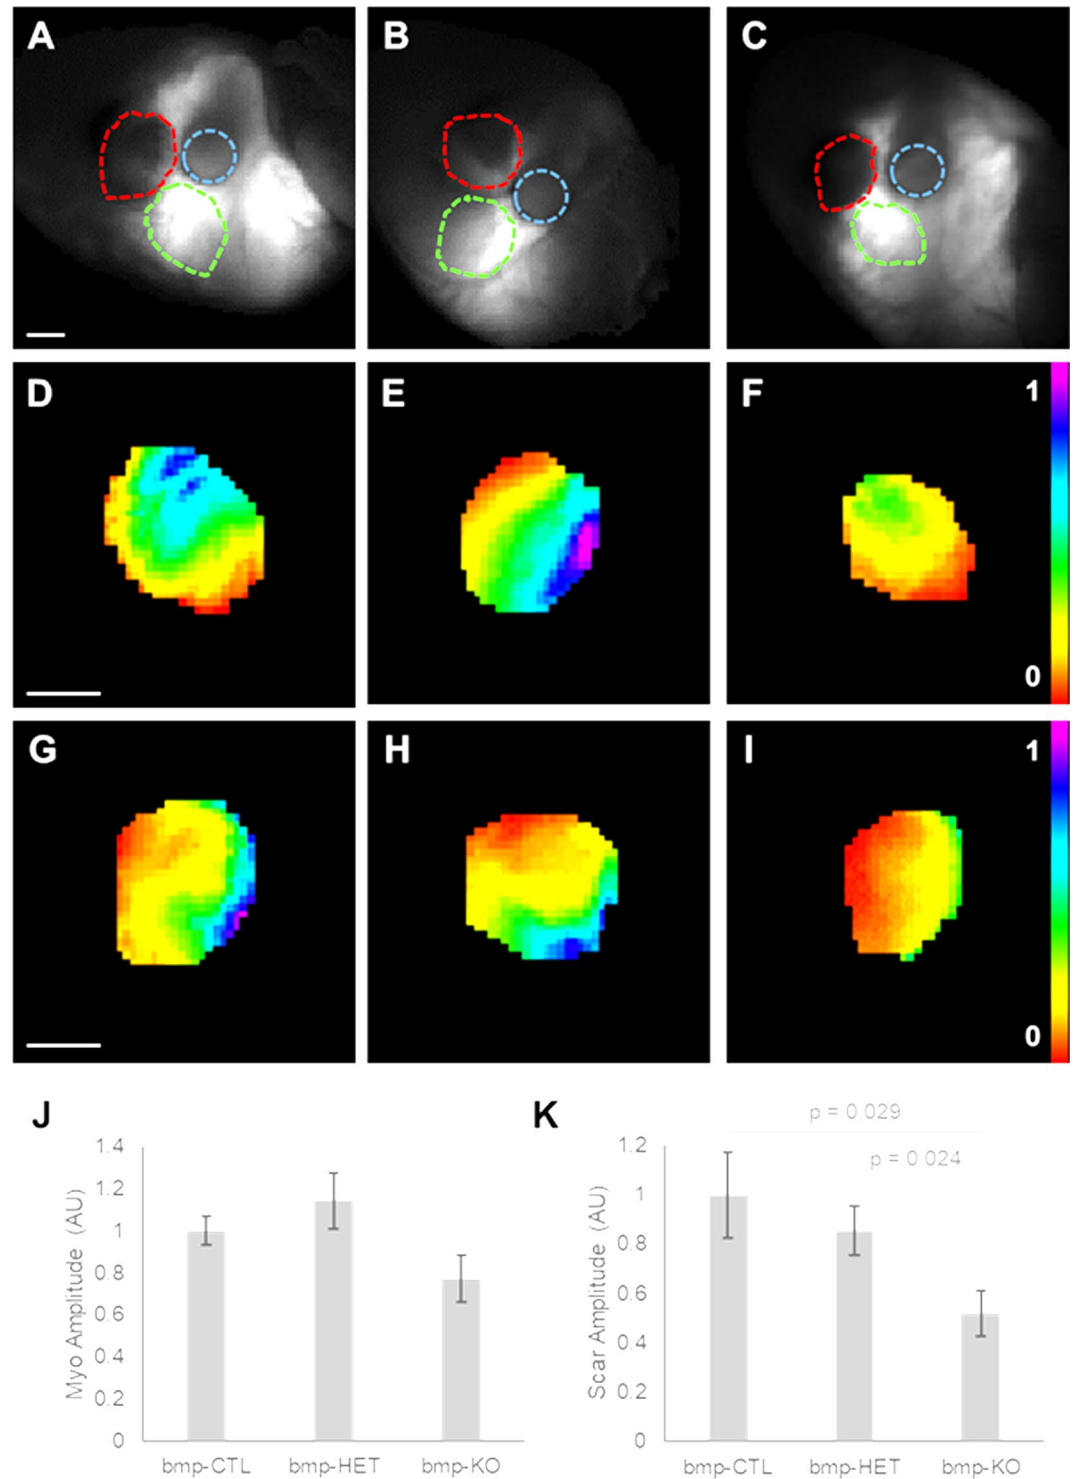 A
B
C
D
E
F
1
0
G
H
I
1
0
J
K
p = 0 029
p = 0 024
Myo Amplitude (AU)
1.4
1.2
1
0.8
0.6
0.4
0.2
0
bmp-CTL
bmp-HET
bmp-KO
Scar Amplitude (AU)
1.2
1
0.8
0.6
0.4
0.2
0
bmp-CTL
bmp-HET
bmp-KO